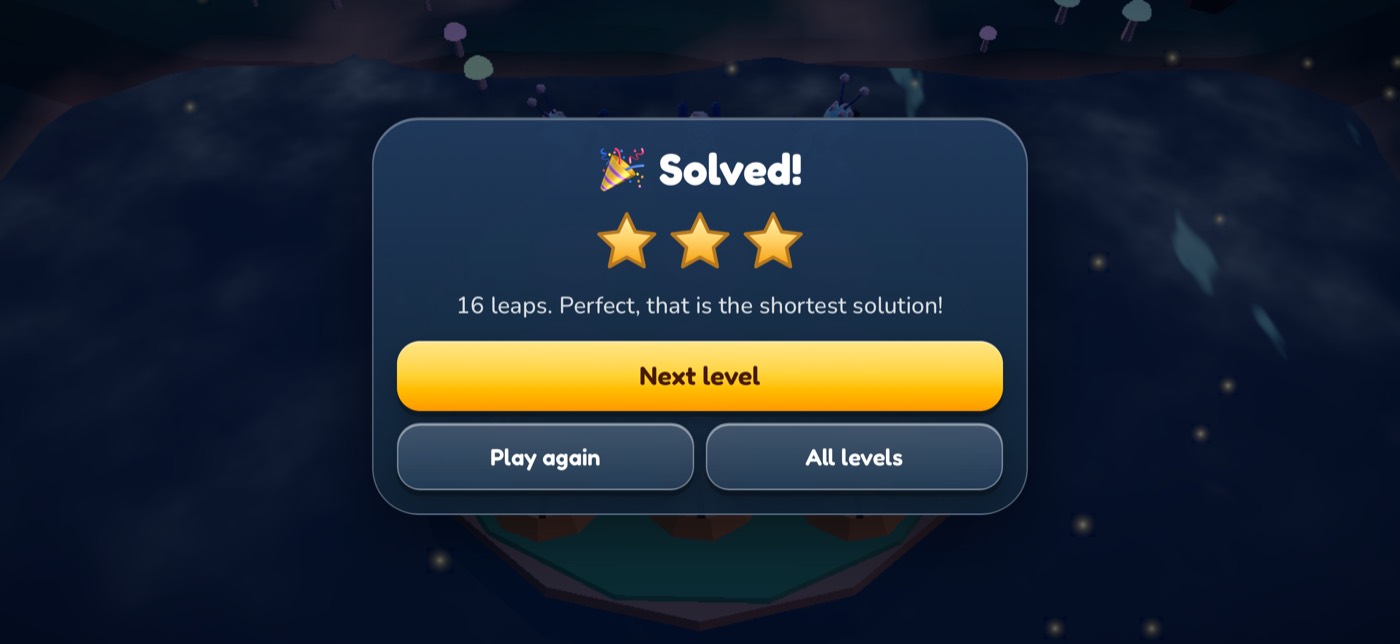 Solved!
16 leaps. Perfect, that is the shortest solution!
Next level
Play again
All levels